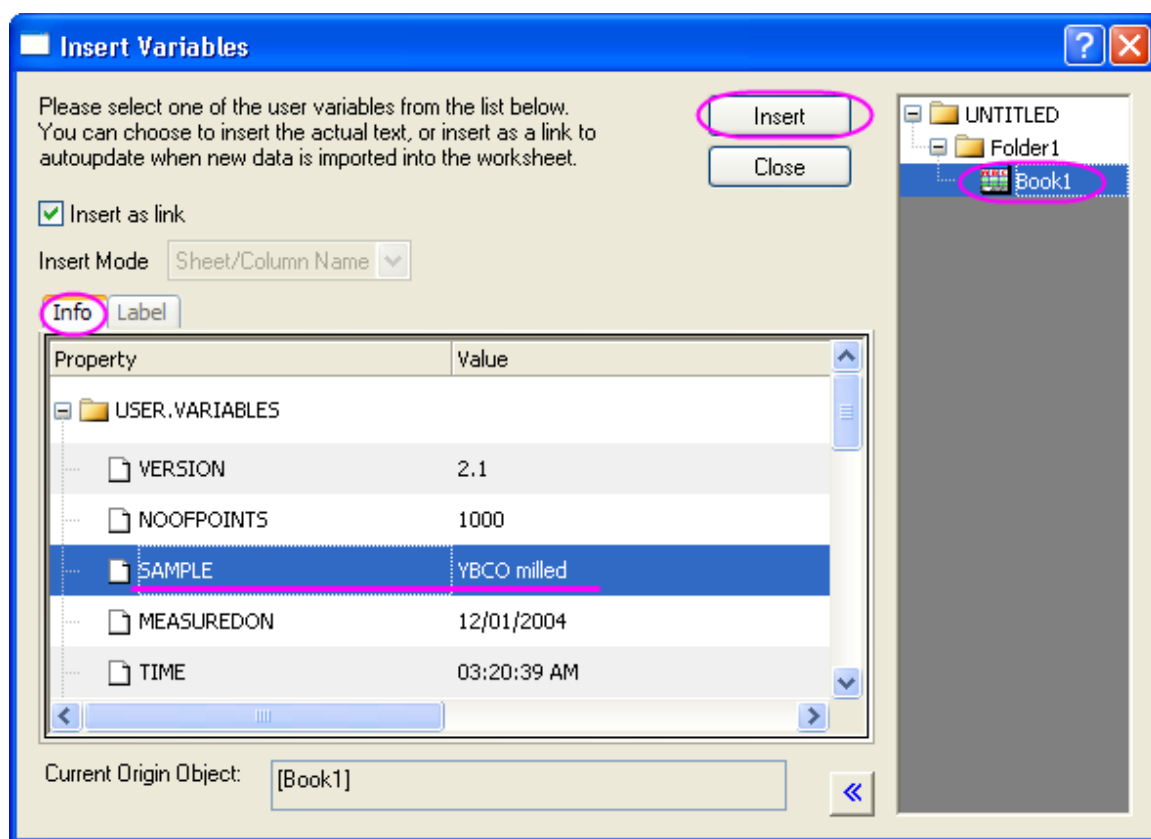 Insert Variables
Please select one of the user variables from the list below.
You can choose to insert the actual text, or insert as a link to
autoupdate when new data is imported into the worksheet.
Insert
Close
Insert as link
Insert Mode Sheet/Column Name
Info Label
Property Value
USER.VARIABLES
VERSION 2.1
NOOFPOINTS 1000
SAMPLE YBCO milled
MEASUREDON 12/01/2004
TIME 03:20:39 AM
Current Origin Object: [Book1]
UNTITLED
Folder1
Book1